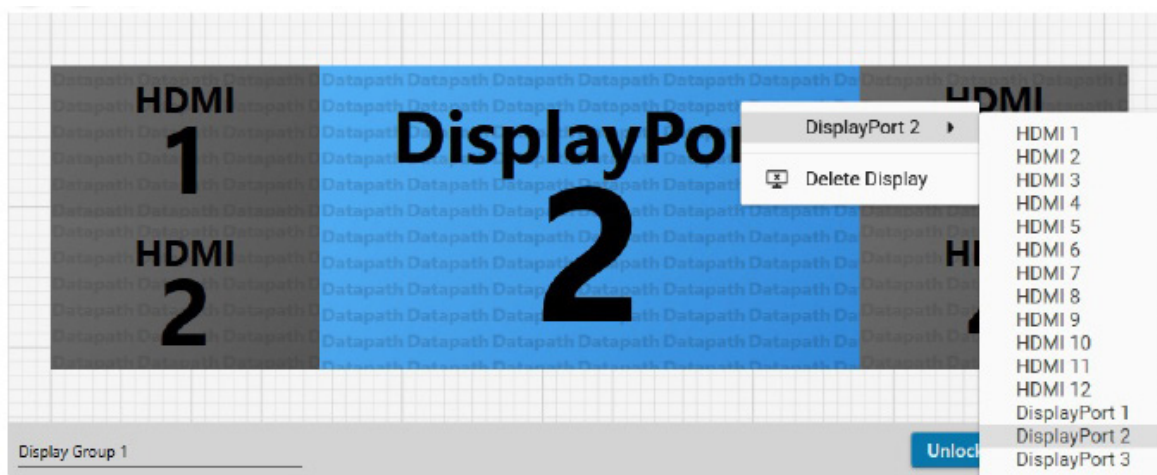 HDMI
1
HDMI
2
DisplayPor
2
HDMI
DisplayPort 2
Delete Display
HDMI 1
HDMI 2
HDMI 3
HDMI 4
HDMI 5
HDMI 6
HDMI 7
HDMI 8
HDMI 9
HDMI 10
HDMI 11
HDMI 12
DisplayPort 1
DisplayPort 2
DisplayPort 3
Display Group 1
Unlock